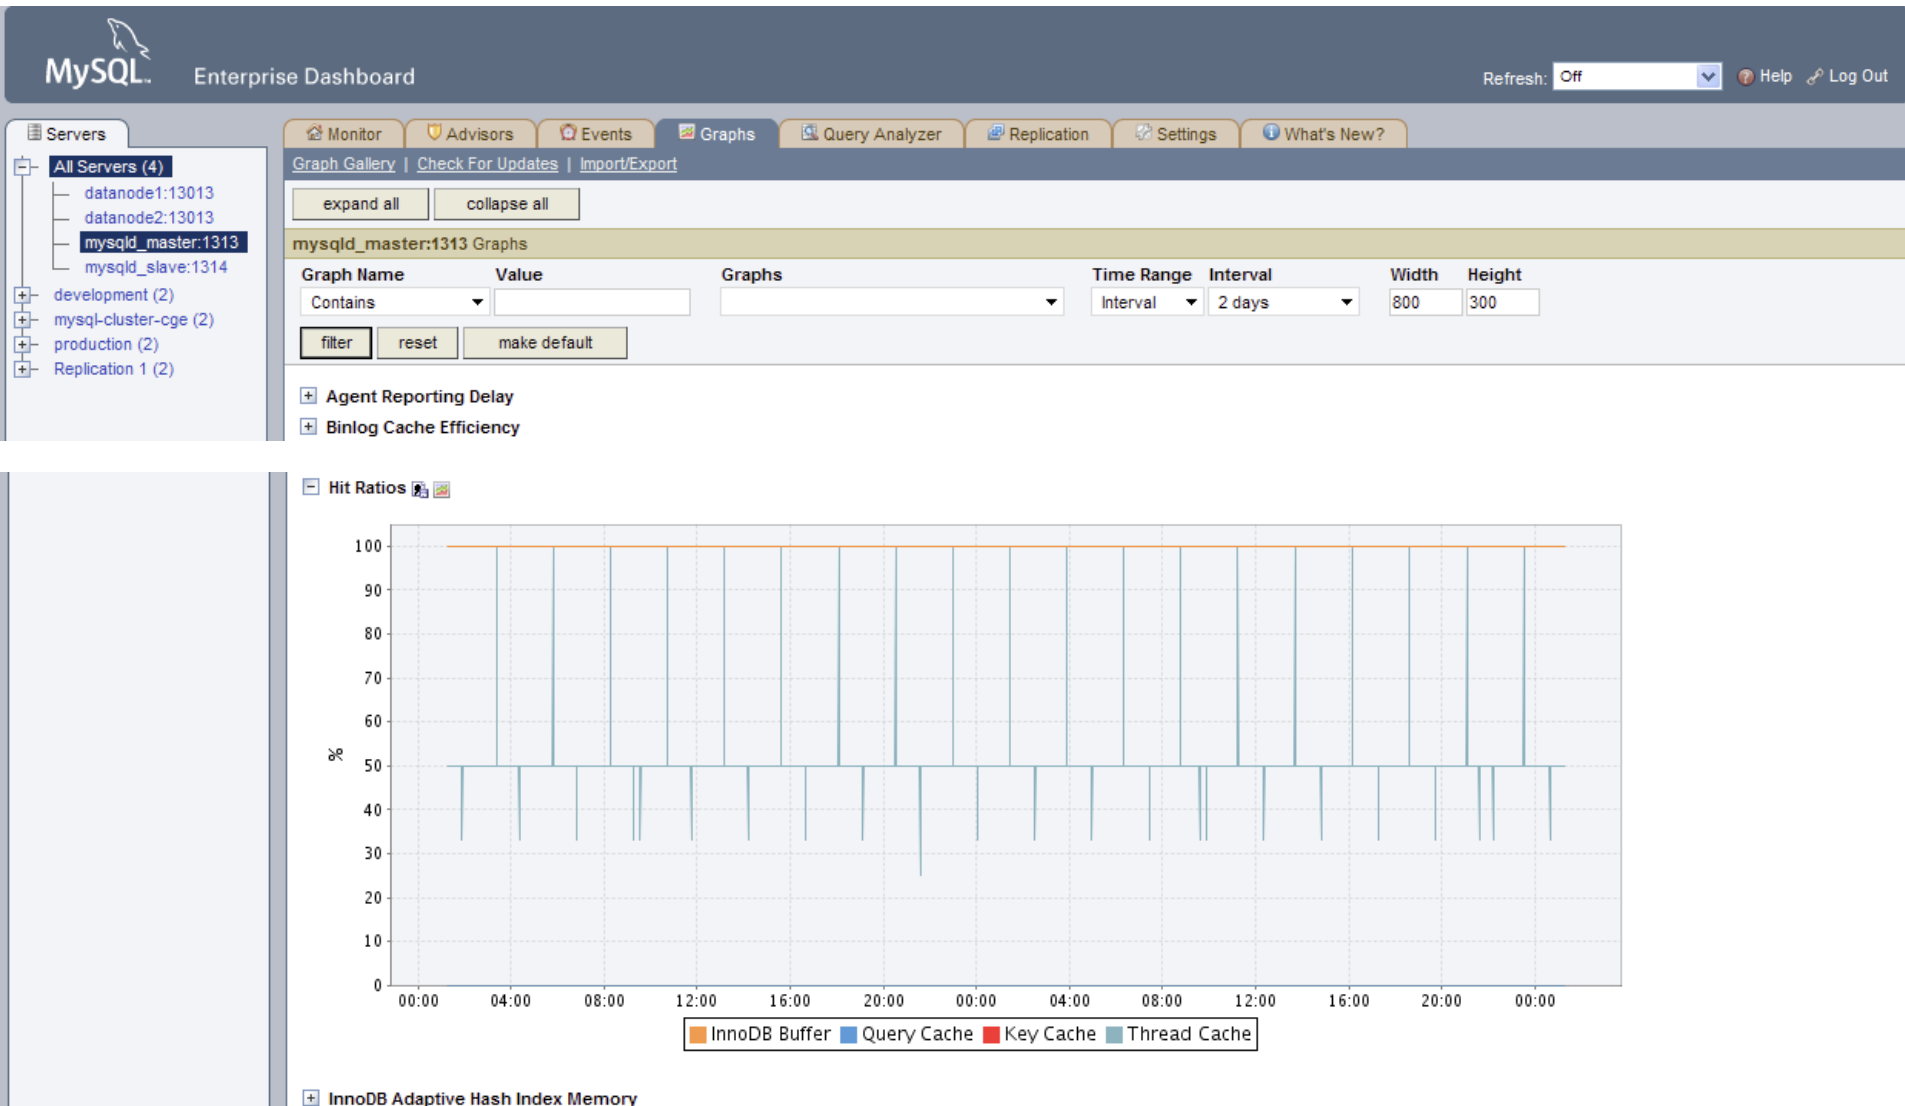 MySQL™ Enterprise Dashboard
Refresh: Off Help Log Out
Servers
Monitor Advisors Events Graphs Query Analyzer Replication Settings What's New?
All Servers (4)
datanode1:13013
datanode2:13013
mysqld_master:1313
mysqld_slave:1314
development (2)
mysql-cluster-cge (2)
production (2)
Replication 1 (2)
Graph Gallery | Check For Updates | Import/Export
expand all collapse all
mysqld_master:1313 Graphs
Graph Name Value Graphs Time Range Interval Width Height
Contains Interval 2 days 800 300
filter reset make default
Agent Reporting Delay
Binlog Cache Efficiency
Hit Ratios
100
90
80
70
60
%
50
40
30
20
10
0
00:00 04:00 08:00 12:00 16:00 20:00 00:00 04:00 08:00 12:00 16:00 20:00 00:00
InnoDB Buffer Query Cache Key Cache Thread Cache
InnoDB Adaptive Hash Index Memory